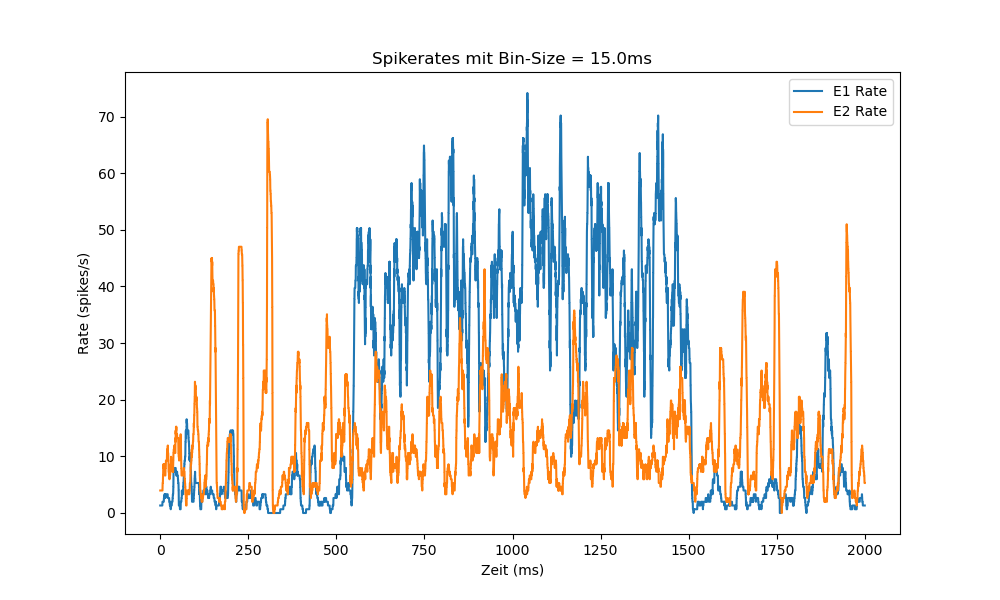 Spikerates mit Bin-Size = 15.0ms
E1 Rate
E2 Rate
70
60
50
40
30
20
10
0
Rate (spikes/s)
0 250 500 750 1000 1250 1500 1750 2000
Zeit (ms)